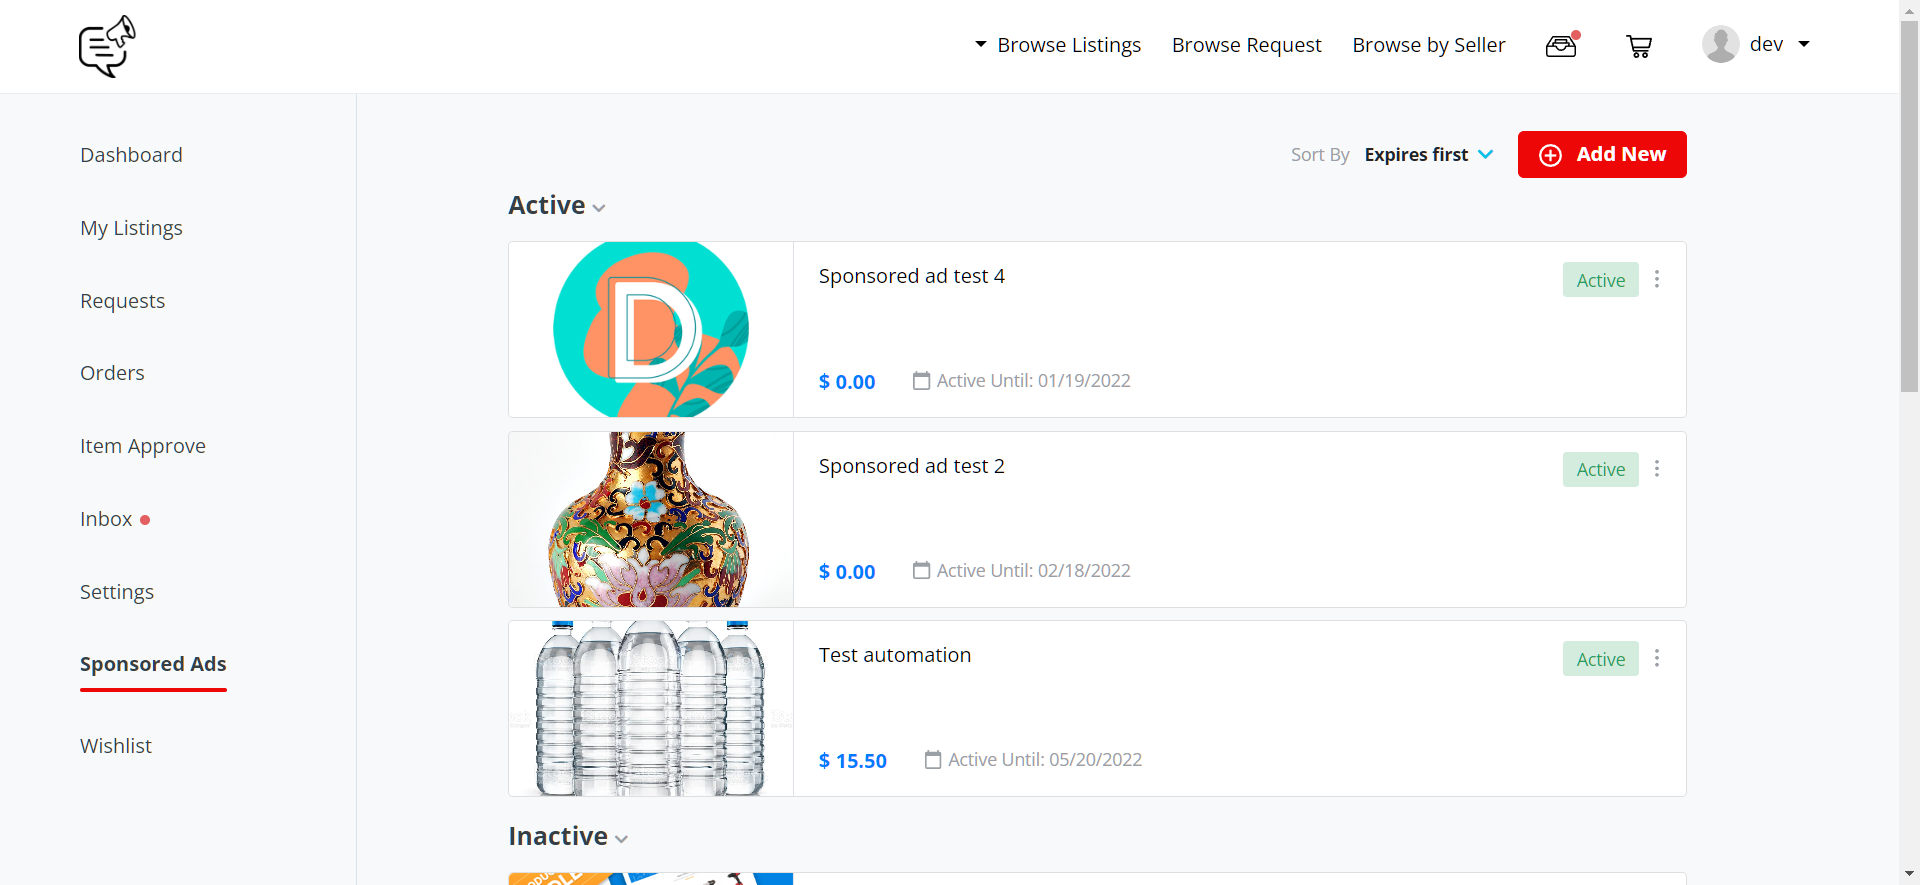 Browse Listings Browse Request Browse by Seller dev
Dashboard
My Listings
Requests
Orders
Item Approve
Inbox
Settings
Sponsored Ads
Wishlist
Sort By Expires first Add New
Active
D
Sponsored ad test 4 Active
$ 0.00 Active Until: 01/19/2022
Sponsored ad test 2 Active
$ 0.00 Active Until: 02/18/2022
Test automation Active
$ 15.50 Active Until: 05/20/2022
Inactive